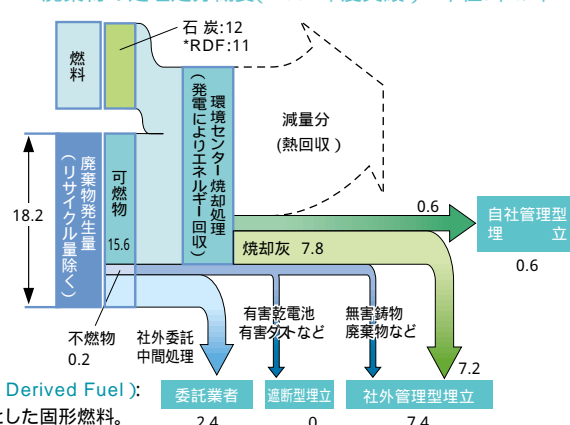 石 炭:12
*RDF:11
燃料
環境センター焼却処理
(発電によりエネルギー回収)
減量分
(熱回収)
廃棄物発生量
(リサイクル量除く)
可燃物
15.6
18.2
0.6
自社管理型
埋 立
0.6
焼却灰 7.8
不燃物
0.2
社外委託
中間処理
有害乾電池
有害ダストなど
無害鋳物
廃棄物など
7.2
Derived Fuel):
した固形燃料。
委託業者
2.4
遮断型埋立
0
社外管理型埋立
7.4